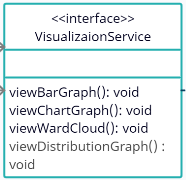 <<interface>>
VisualizaionService
viewBarGraph(): void
viewChartGraph(): void
viewWardCloud(): void
viewDistributionGraph() :
void